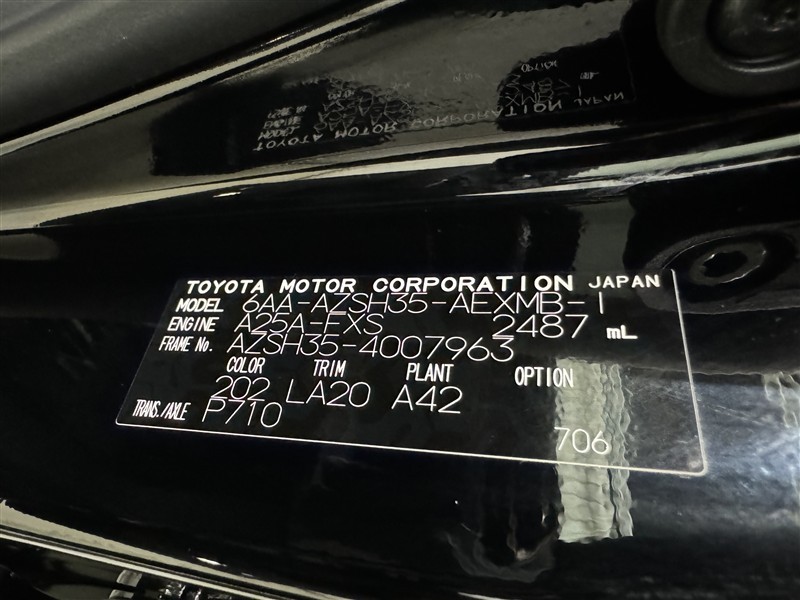 TOYOTA MOTOR CORPORATION JAPAN
MODEL 6AA-AZSH35-AEXMB-1
ENGINE A25A-FXS 2487 mL
FRAME No. AZSH35-4007963
COLOR TRIM PLANT OPTION
202 LA20 A42
TRANS./AXLE P710
706